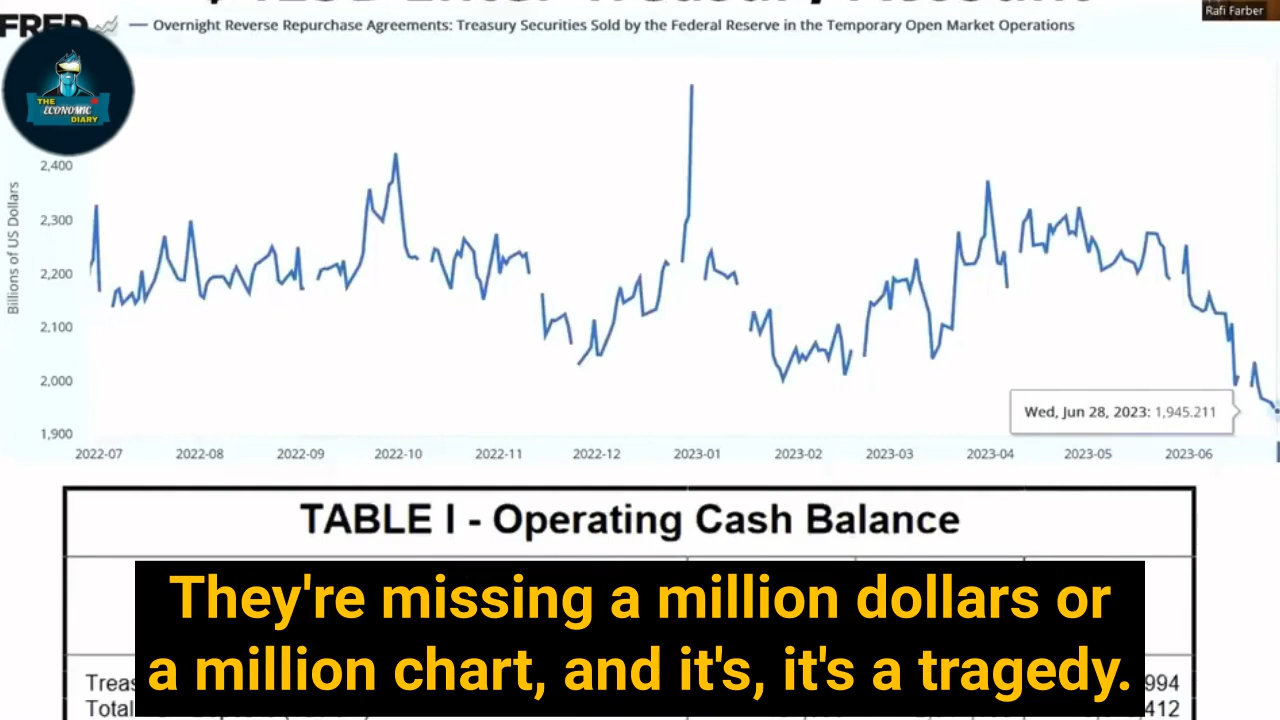 Rafi Farber
FRED — Overnight Reverse Repurchase Agreements: Treasury Securities Sold by the Federal Reserve in the Temporary Open Market Operations
THE
ECONOMIC
DIARY
Billions of US Dollars
2,400
2,300
2,200
2,100
2,000
1,900
Wed, Jun 28, 2023: 1,945.211
2022-07 2022-08 2022-09 2022-10 2022-11 2022-12 2023-01 2023-02 2023-03 2023-04 2023-05 2023-06
TABLE I - Operating Cash Balance
They're missing a million dollars or
a million chart, and it's, it's a tragedy.
Treas 994
Total 412